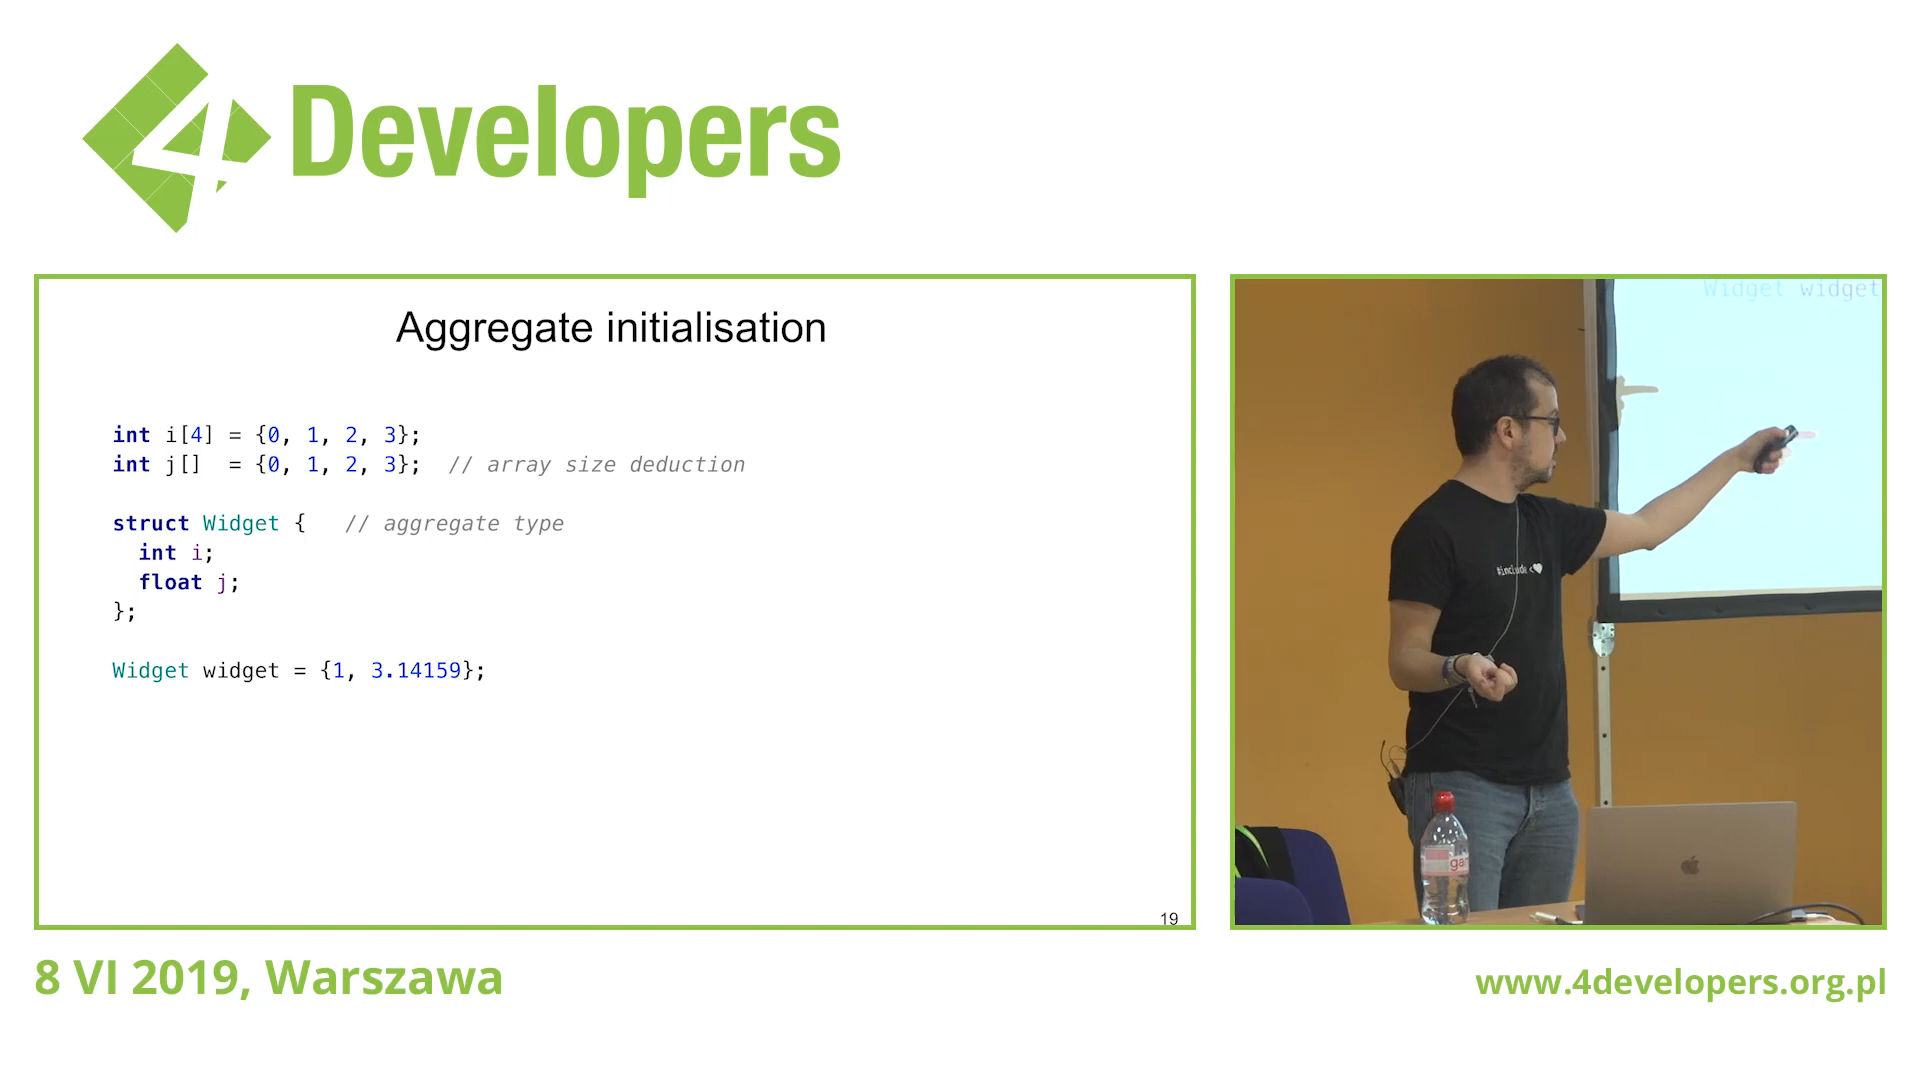 4Developers
Aggregate initialisation
int i[4] = {0, 1, 2, 3};
int j[]  = {0, 1, 2, 3};  // array size deduction
struct Widget {   // aggregate type
  int i;
  float j;
};
Widget widget = {1, 3.14159};
19
Widget widget
#include <
8 VI 2019, Warszawa
www.4developers.org.pl